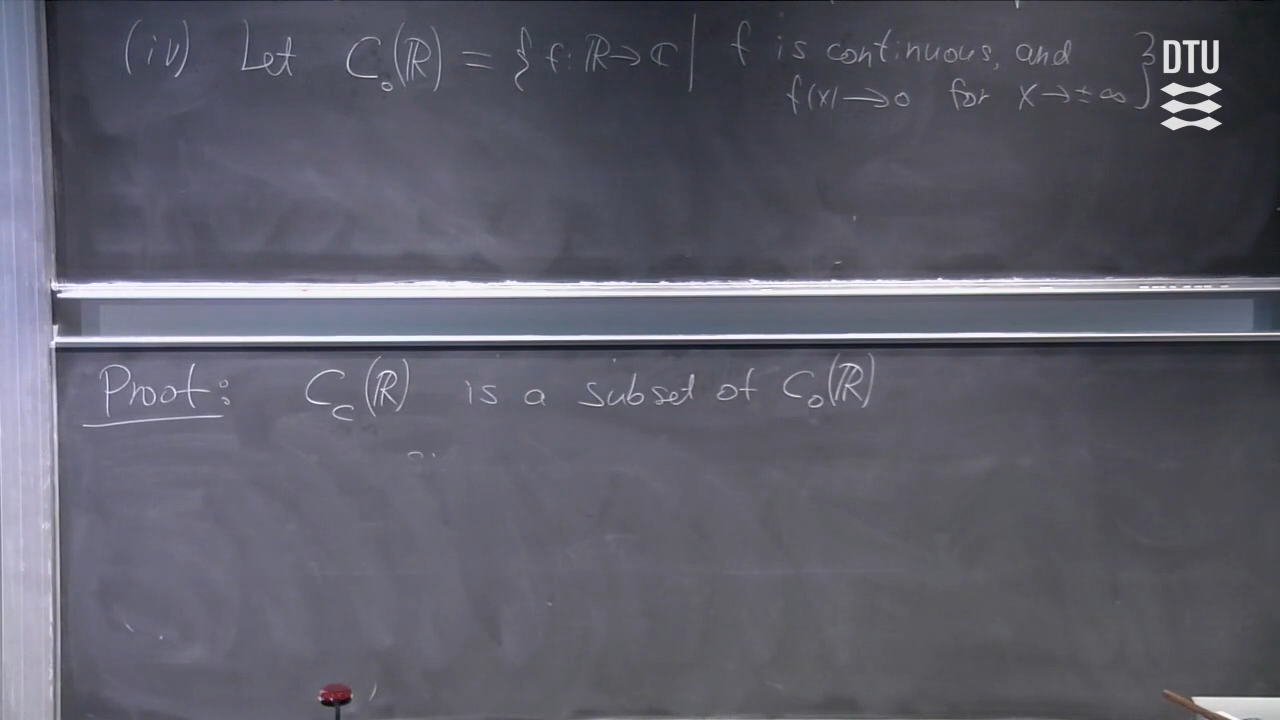 (iv) Let C₀(ℝ) = { f: ℝ→ℂ | f is continuous, and
f(x) → 0 for x → ±∞ }
DTU
Proof: C_c(ℝ) is a subset of C₀(ℝ)